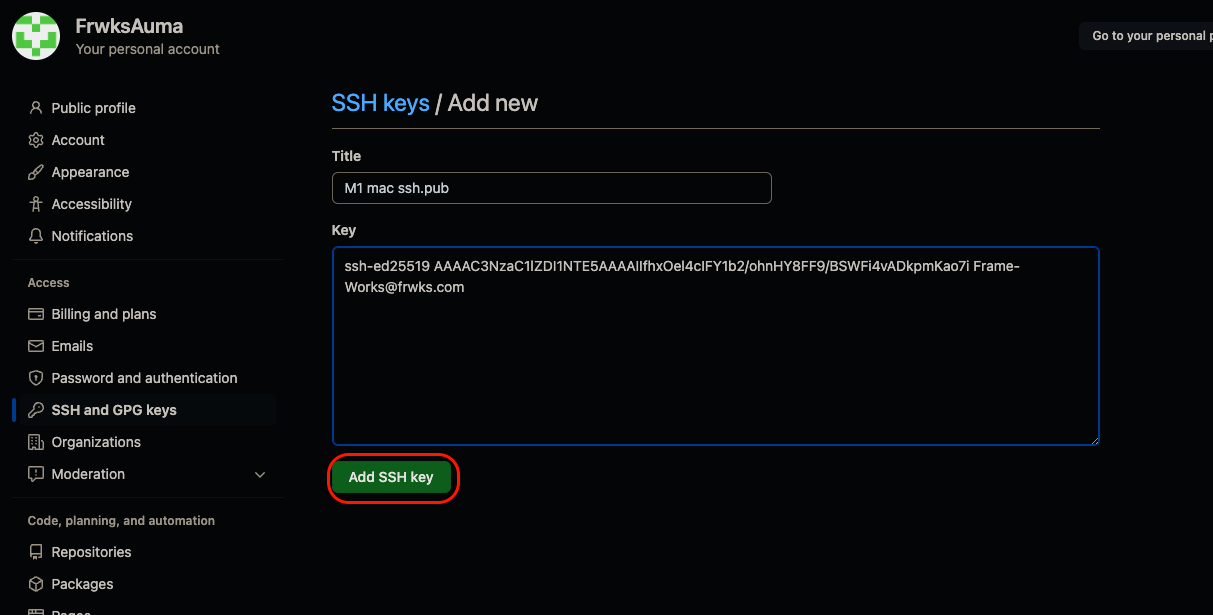 FrwksAuma
Your personal account
Go to your personal p
Public profile
Account
Appearance
Accessibility
Notifications
Access
Billing and plans
Emails
Password and authentication
SSH and GPG keys
Organizations
Moderation
Code, planning, and automation
Repositories
Packages
Pages
SSH keys / Add new
Title
M1 mac ssh.pub
Key
ssh-ed25519 AAAAC3NzaC1lZDI1NTE5AAAAIIfhxOel4clFY1b2/ohnHY8FF9/BSWFi4vADkpmKao7i Frame-
Works@frwks.com
Add SSH key